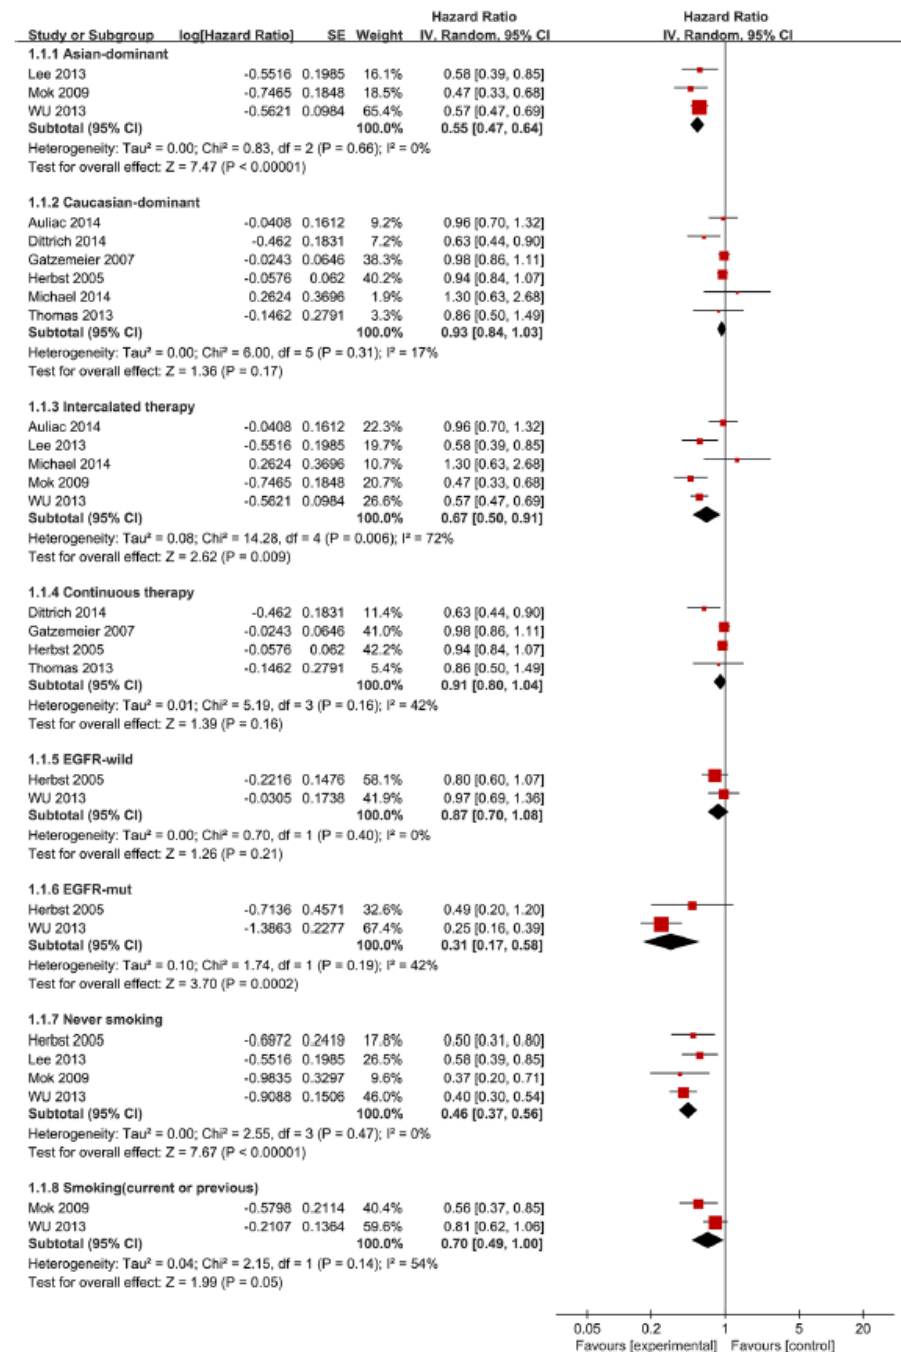 Hazard Ratio Hazard Ratio
Study or Subgroup log[Hazard Ratio] SE Weight IV, Random, 95% CI IV, Random, 95% CI
1.1.1 Asian-dominant
Lee 2013 -0.5516 0.1985 16.1% 0.58 [0.39, 0.85]
Mok 2009 -0.7465 0.1848 18.5% 0.47 [0.33, 0.68]
WU 2013 -0.5621 0.0984 65.4% 0.57 [0.47, 0.69]
Subtotal (95% CI) 100.0% 0.55 [0.47, 0.64]
Heterogeneity: Tau² = 0.00; Chi² = 0.83, df = 2 (P = 0.66); I² = 0%
Test for overall effect: Z = 7.47 (P < 0.00001)
1.1.2 Caucasian-dominant
Auliac 2014 -0.0408 0.1612 9.2% 0.96 [0.70, 1.32]
Dittrich 2014 -0.462 0.1831 7.2% 0.63 [0.44, 0.90]
Gatzemeier 2007 -0.0243 0.0646 38.3% 0.98 [0.86, 1.11]
Herbst 2005 -0.0576 0.062 40.2% 0.94 [0.84, 1.07]
Michael 2014 0.2624 0.3696 1.9% 1.30 [0.63, 2.68]
Thomas 2013 -0.1462 0.2791 3.3% 0.86 [0.50, 1.49]
Subtotal (95% CI) 100.0% 0.93 [0.84, 1.03]
Heterogeneity: Tau² = 0.00; Chi² = 6.00, df = 5 (P = 0.31); I² = 17%
Test for overall effect: Z = 1.36 (P = 0.17)
1.1.3 Intercalated therapy
Auliac 2014 -0.0408 0.1612 22.3% 0.96 [0.70, 1.32]
Lee 2013 -0.5516 0.1985 19.7% 0.58 [0.39, 0.85]
Michael 2014 0.2624 0.3696 10.7% 1.30 [0.63, 2.68]
Mok 2009 -0.7465 0.1848 20.7% 0.47 [0.33, 0.68]
WU 2013 -0.5621 0.0984 26.6% 0.57 [0.47, 0.69]
Subtotal (95% CI) 100.0% 0.67 [0.50, 0.91]
Heterogeneity: Tau² = 0.08; Chi² = 14.28, df = 4 (P = 0.006); I² = 72%
Test for overall effect: Z = 2.62 (P = 0.009)
1.1.4 Continuous therapy
Dittrich 2014 -0.462 0.1831 11.4% 0.63 [0.44, 0.90]
Gatzemeier 2007 -0.0243 0.0646 41.0% 0.98 [0.86, 1.11]
Herbst 2005 -0.0576 0.062 42.2% 0.94 [0.84, 1.07]
Thomas 2013 -0.1462 0.2791 5.4% 0.86 [0.50, 1.49]
Subtotal (95% CI) 100.0% 0.91 [0.80, 1.04]
Heterogeneity: Tau² = 0.01; Chi² = 5.19, df = 3 (P = 0.16); I² = 42%
Test for overall effect: Z = 1.39 (P = 0.16)
1.1.5 EGFR-wild
Herbst 2005 -0.2216 0.1476 58.1% 0.80 [0.60, 1.07]
WU 2013 -0.0305 0.1738 41.9% 0.97 [0.69, 1.36]
Subtotal (95% CI) 100.0% 0.87 [0.70, 1.08]
Heterogeneity: Tau² = 0.00; Chi² = 0.70, df = 1 (P = 0.40); I² = 0%
Test for overall effect: Z = 1.26 (P = 0.21)
1.1.6 EGFR-mut
Herbst 2005 -0.7136 0.4571 32.6% 0.49 [0.20, 1.20]
WU 2013 -1.3863 0.2277 67.4% 0.25 [0.16, 0.39]
Subtotal (95% CI) 100.0% 0.31 [0.17, 0.58]
Heterogeneity: Tau² = 0.10; Chi² = 1.74, df = 1 (P = 0.19); I² = 42%
Test for overall effect: Z = 3.70 (P = 0.0002)
1.1.7 Never smoking
Herbst 2005 -0.6972 0.2419 17.8% 0.50 [0.31, 0.80]
Lee 2013 -0.5516 0.1985 26.5% 0.58 [0.39, 0.85]
Mok 2009 -0.9835 0.3297 9.6% 0.37 [0.20, 0.71]
WU 2013 -0.9088 0.1506 46.0% 0.40 [0.30, 0.54]
Subtotal (95% CI) 100.0% 0.46 [0.37, 0.56]
Heterogeneity: Tau² = 0.00; Chi² = 2.55, df = 3 (P = 0.47); I² = 0%
Test for overall effect: Z = 7.67 (P < 0.00001)
1.1.8 Smoking(current or previous)
Mok 2009 -0.5798 0.2114 40.4% 0.56 [0.37, 0.85]
WU 2013 -0.2107 0.1364 59.6% 0.81 [0.62, 1.06]
Subtotal (95% CI) 100.0% 0.70 [0.49, 1.00]
Heterogeneity: Tau² = 0.04; Chi² = 2.15, df = 1 (P = 0.14); I² = 54%
Test for overall effect: Z = 1.99 (P = 0.05)
0.05 0.2 1 5 20
Favours [experimental] Favours [control]